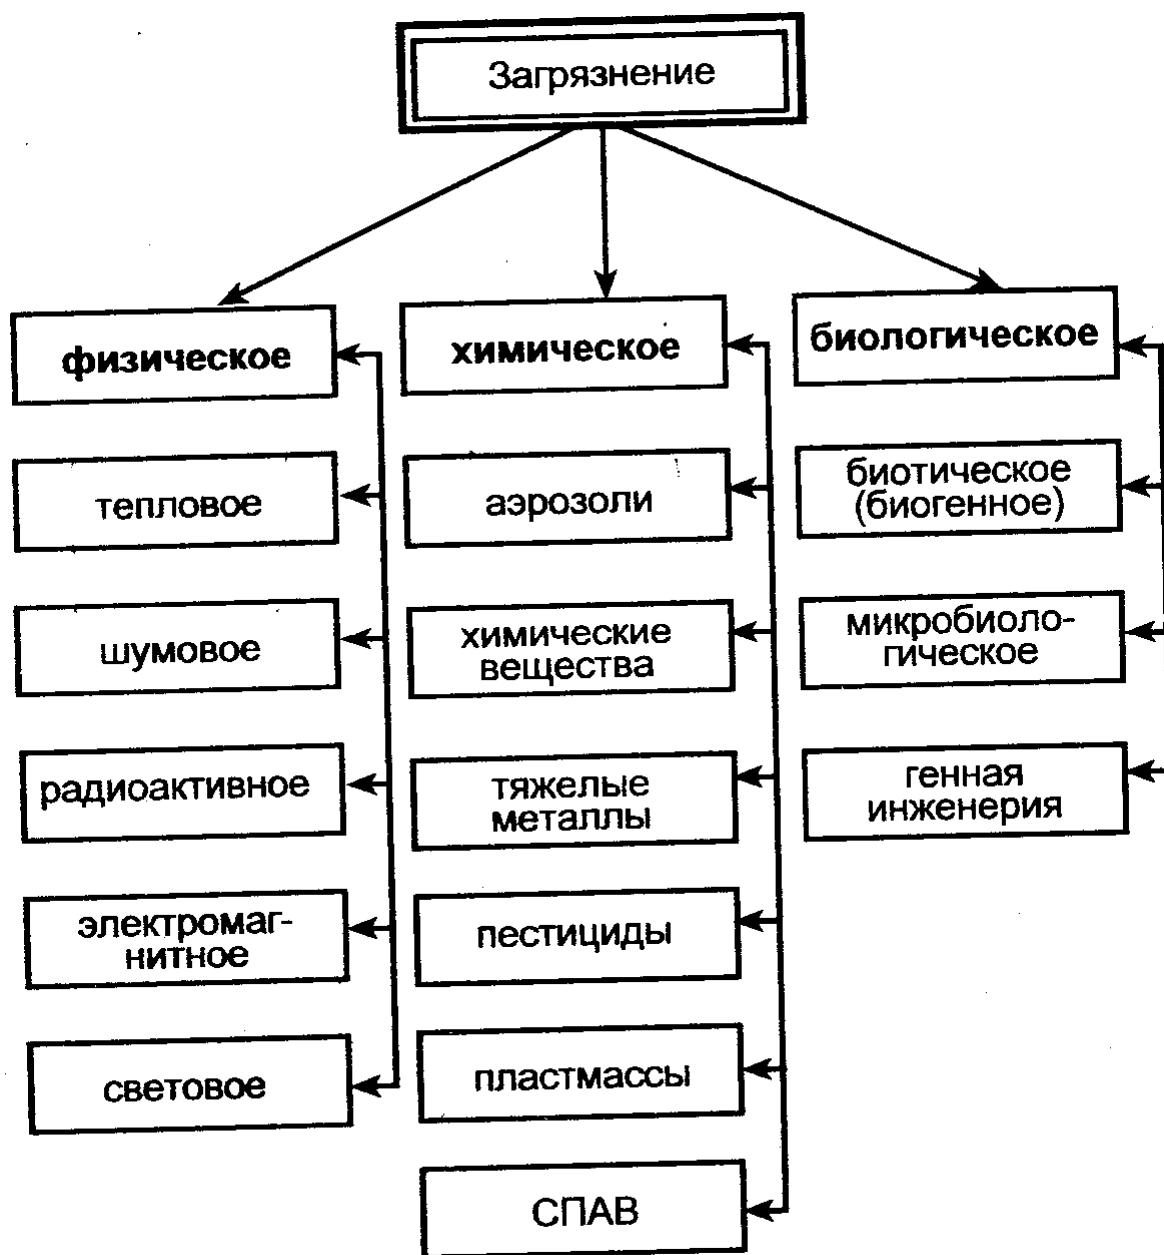 Загрязнение
физическое
тепловое
шумовое
радиоактивное
электромаг-
нитное
световое
химическое
аэрозоли
химические
вещества
тяжелые
металлы
пестициды
пластмассы
СПАВ
биологическое
биотическое
(биогенное)
микробиоло-
гическое
генная
инженерия